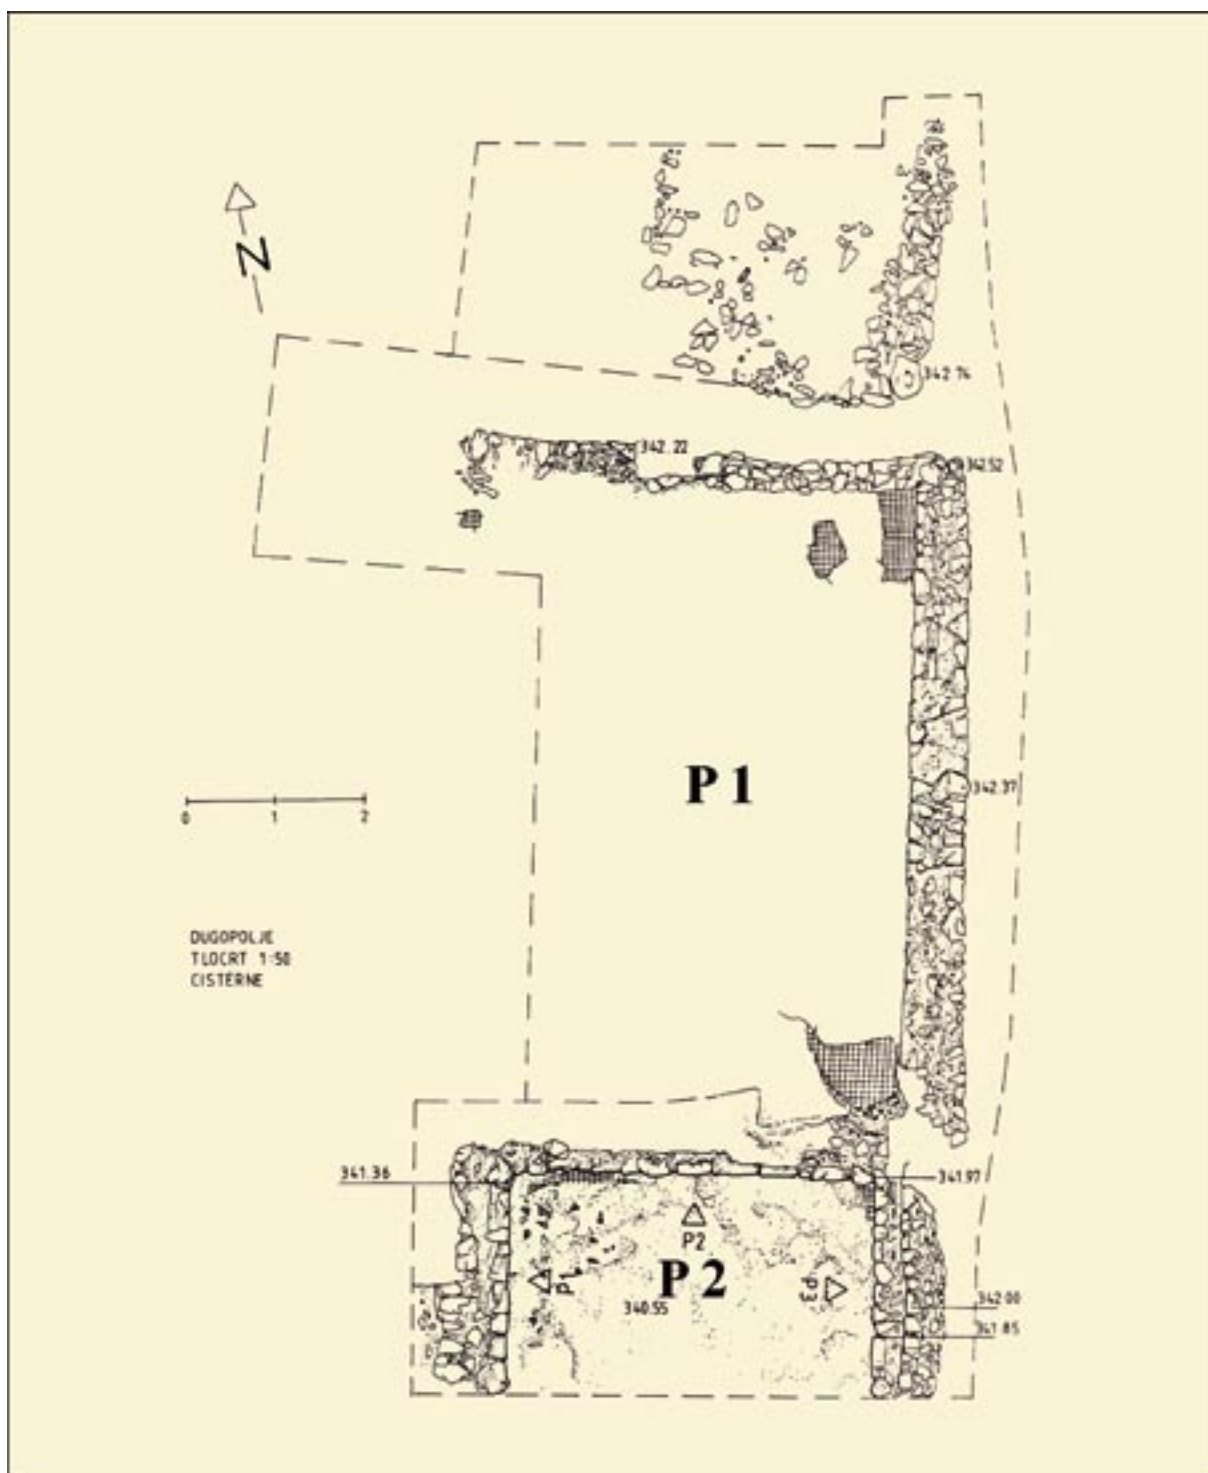 N
342 74
342.22
342.52
P 1
342.37
0 1 2
DUGOPOLJE
TLOCRT 1:50
CISTERNE
341.36
341.97
P2
P1
P 2
P3
340.55
342 00
341 85